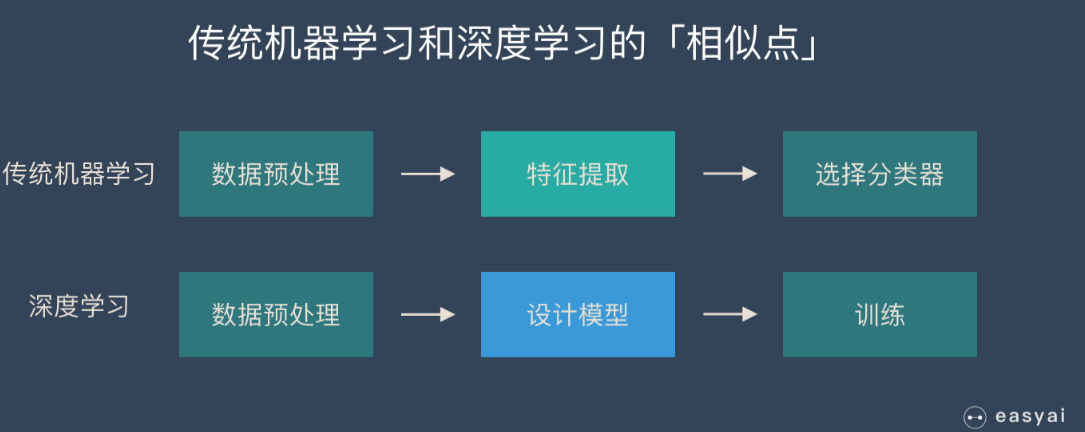 传统机器学习和深度学习的「相似点」
传统机器学习
数据预处理
特征提取
选择分类器
深度学习
数据预处理
设计模型
训练
easyai